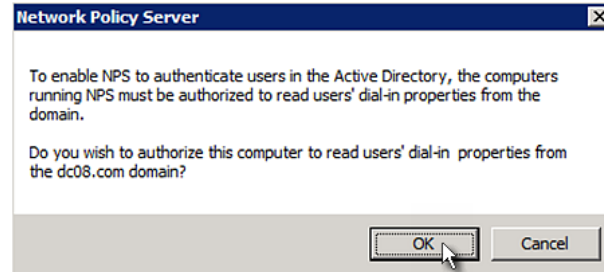 Network Policy Server
To enable NPS to authenticate users in the Active Directory, the computers
running NPS must be authorized to read users' dial-in properties from the
domain.
Do you wish to authorize this computer to read users' dial-in  properties from
the dc08.com domain?
OK
Cancel